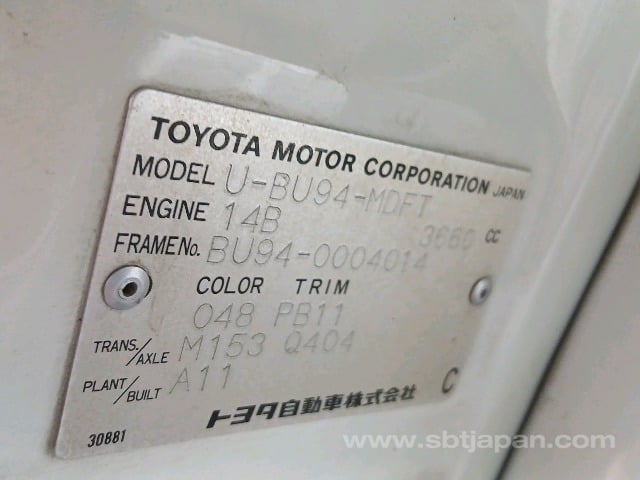 TOYOTA MOTOR CORPORATION JAPAN
MODEL U-BU94-MDFT
ENGINE 14B 3660 CC
FRAME No. BU94-0004014
COLOR TRIM
048 PB11
TRANS./AXLE M153 Q404
PLANT/BUILT A11
C
トヨタ自動車株式会社
30881
www.sbtjapan.com